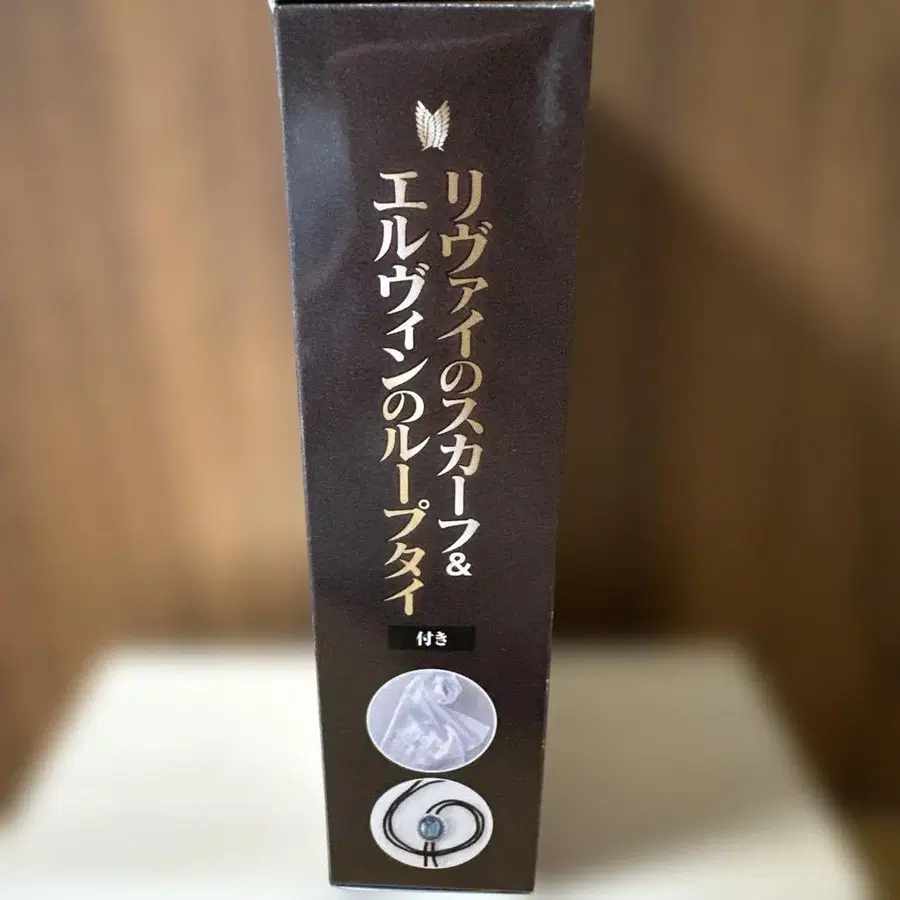 リヴァイのスカーフ&
エルヴィンのループタイ
付き